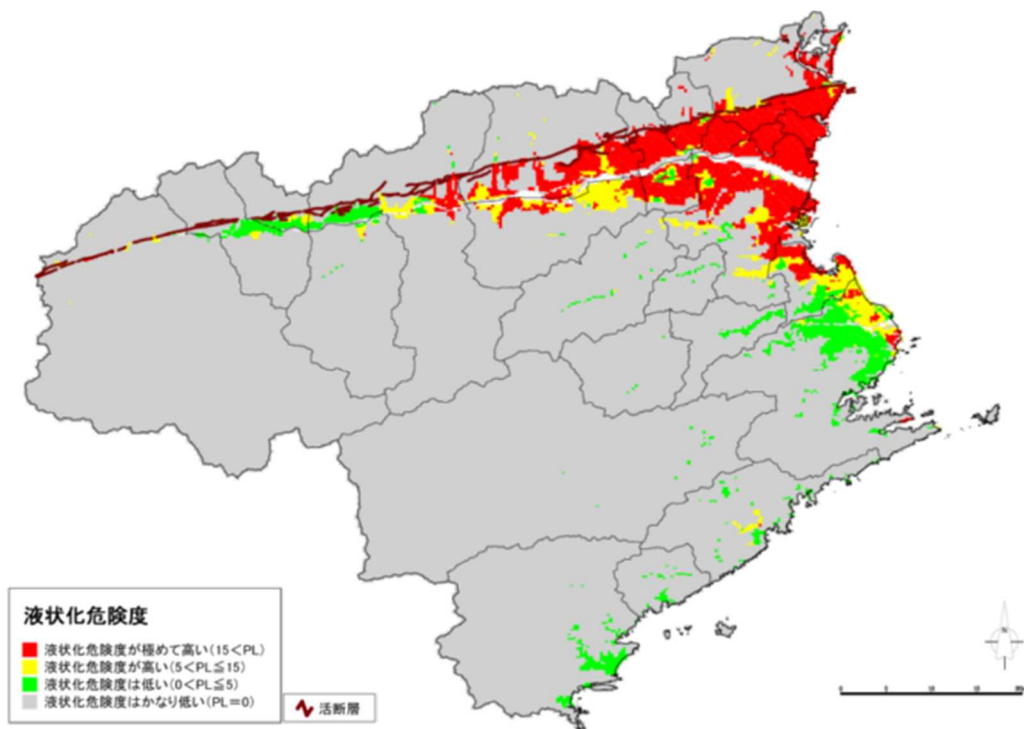 液状化危険度
液状化危険度が極めて高い(15<PL)
液状化危険度が高い(5<PL≦15)
液状化危険度は低い(0<PL≦5)
液状化危険度はかなり低い(PL=0)
活断層
N
0